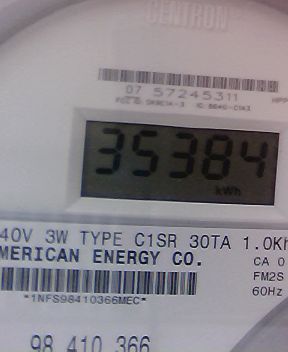 CENTRON
07 57245311
35384
kWh
40V 3W TYPE C1SR 30TA 1.0Kh
MERICAN ENERGY CO.
CA 0
FM2S
*1NFS98410366MEC*
60Hz
98 410 366